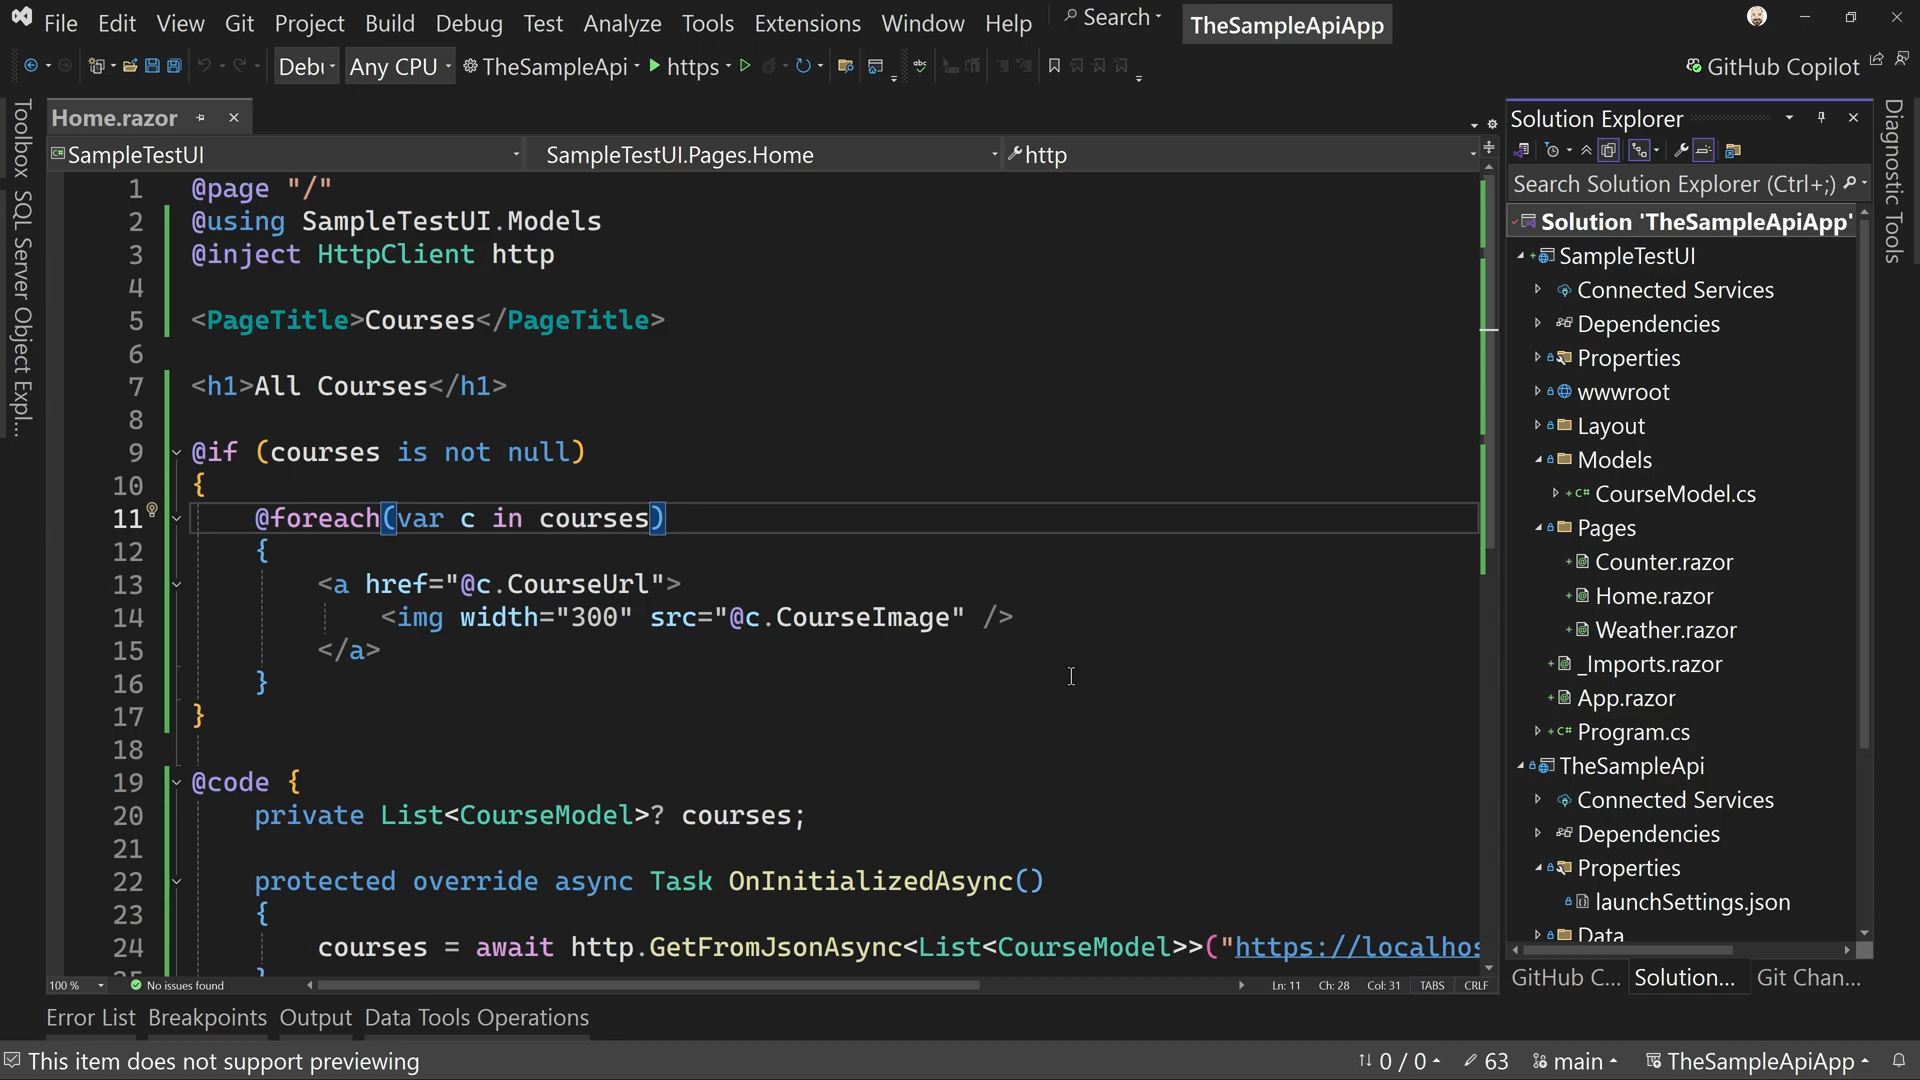 File Edit View Git Project Build Debug Test Analyze Tools Extensions Window Help Search TheSampleApiApp
Debu Any CPU TheSampleApi https GitHub Copilot
Toolbox
SQL Server Object Expl...
Home.razor
SampleTestUI SampleTestUI.Pages.Home http
1 @page "/"
2 @using SampleTestUI.Models
3 @inject HttpClient http
4
5 <PageTitle>Courses</PageTitle>
6
7 <h1>All Courses</h1>
8
9 @if (courses is not null)
10 {
11 @foreach(var c in courses)
12 {
13 <a href="@c.CourseUrl">
14 <img width="300" src="@c.CourseImage" />
15 </a>
16 }
17 }
18
19 @code {
20 private List<CourseModel>? courses;
21
22 protected override async Task OnInitializedAsync()
23 {
24 courses = await http.GetFromJsonAsync<List<CourseModel>>("https://localhos
100 % No issues found Ln: 11 Ch: 28 Col: 31 TABS CRLF
Solution Explorer
Search Solution Explorer (Ctrl+;)
Solution 'TheSampleApiApp'
SampleTestUI
Connected Services
Dependencies
Properties
wwwroot
Layout
Models
C# CourseModel.cs
Pages
Counter.razor
Home.razor
Weather.razor
_Imports.razor
App.razor
C# Program.cs
TheSampleApi
Connected Services
Dependencies
Properties
launchSettings.json
Data
GitHub C... Solution... Git Chan...
Diagnostic Tools
Error List Breakpoints Output Data Tools Operations
This item does not support previewing 0 / 0 63 main TheSampleApiApp